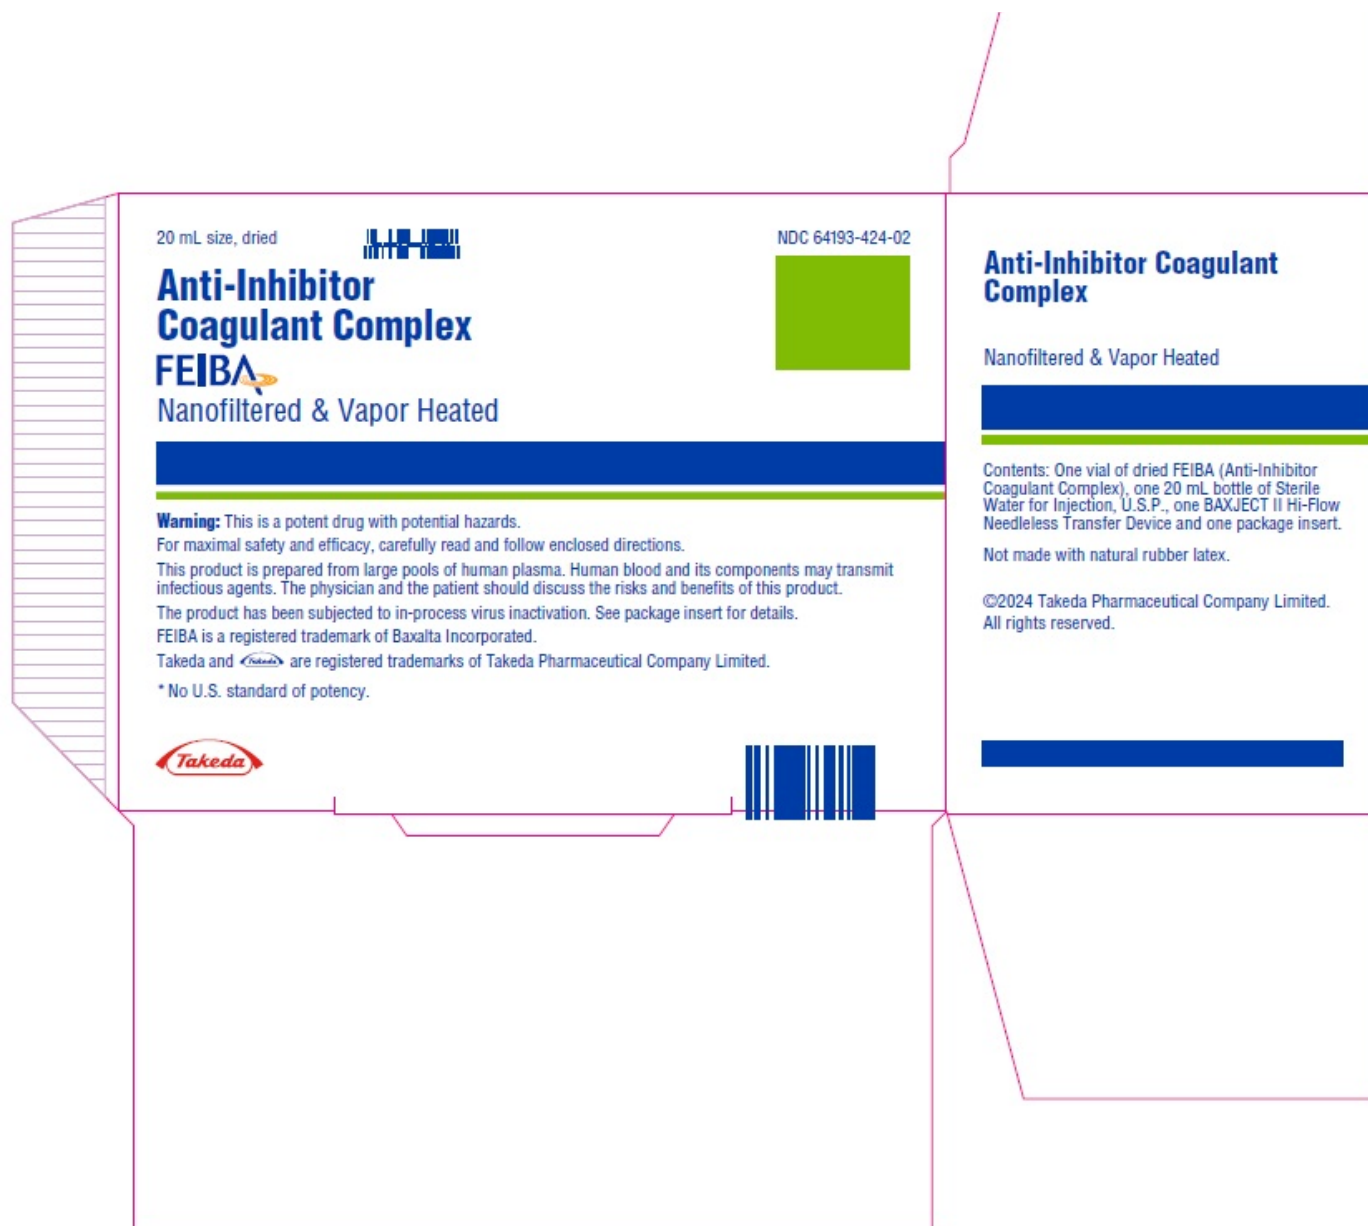 20 mL size, dried
NDC 64193-424-02
Anti-Inhibitor
Coagulant Complex
FEIBA
Nanofiltered & Vapor Heated
Warning: This is a potent drug with potential hazards.
For maximal safety and efficacy, carefully read and follow enclosed directions.
This product is prepared from large pools of human plasma. Human blood and its components may transmit
infectious agents. The physician and the patient should discuss the risks and benefits of this product.
The product has been subjected to in-process virus inactivation. See package insert for details.
FEIBA is a registered trademark of Baxalta Incorporated.
Takeda and Takeda are registered trademarks of Takeda Pharmaceutical Company Limited.
* No U.S. standard of potency.
Takeda
Anti-Inhibitor Coagulant
Complex
Nanofiltered & Vapor Heated
Contents: One vial of dried FEIBA (Anti-Inhibitor
Coagulant Complex), one 20 mL bottle of Sterile
Water for Injection, U.S.P., one BAXJECT II Hi-Flow
Needleless Transfer Device and one package insert.
Not made with natural rubber latex.
©2024 Takeda Pharmaceutical Company Limited.
All rights reserved.